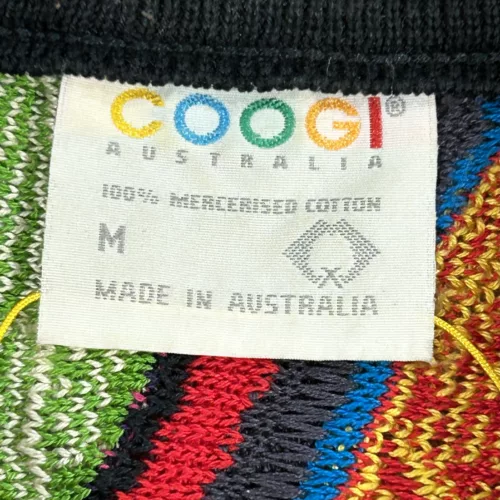 COOGI®
AUSTRALIA
100% MERCERISED COTTON
M
MADE IN AUSTRALIA